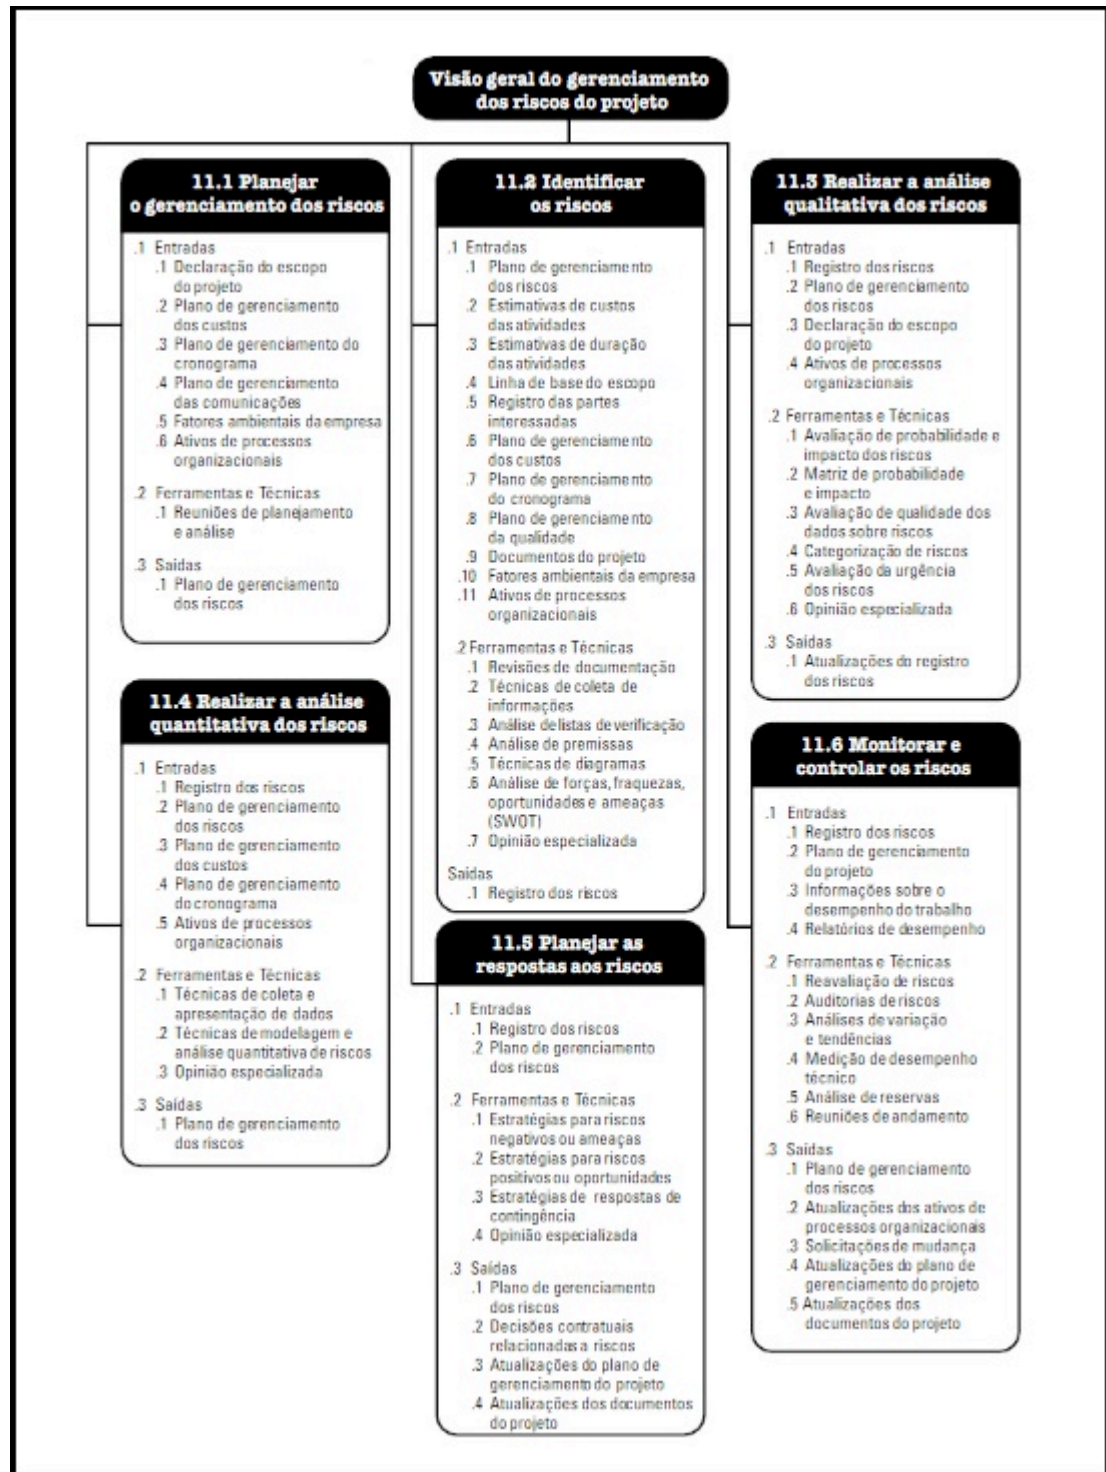 Visão geral do gerenciamento
dos riscos do projeto
11.1 Planejar
o gerenciamento dos riscos
.1 Entradas
.1 Declaração do escopo
do projeto
.2 Plano de gerenciamento
dos custos
.3 Plano de gerenciamento do
cronograma
.4 Plano de gerenciamento
das comunicações
.5 Fatores ambientais da empresa
.6 Ativos de processos
organizacionais
.2 Ferramentas e Técnicas
.1 Reuniões de planejamento
e análise
.3 Saídas
.1 Plano de gerenciamento
dos riscos
11.2 Identificar
os riscos
.1 Entradas
.1 Plano de gerenciamento
dos riscos
.2 Estimativas de custos
das atividades
.3 Estimativas de duração
das atividades
.4 Linha de base do escopo
.5 Registro das partes
interessadas
.6 Plano de gerenciamento
dos custos
.7 Plano de gerenciamento
do cronograma
.8 Plano de gerenciamento
da qualidade
.9 Documentos do projeto
.10 Fatores ambientais da empresa
.11 Ativos de processos
organizacionais
.2 Ferramentas e Técnicas
.1 Revisões de documentação
.2 Técnicas de coleta de
informações
.3 Análise de listas de verificação
.4 Análise de premissas
.5 Técnicas de diagramas
.6 Análise de forças, fraquezas,
oportunidades e ameaças
(SWOT)
.7 Opinião especializada
Saídas
.1 Registro dos riscos
11.3 Realizar a análise
qualitativa dos riscos
.1 Entradas
.1 Registro dos riscos
.2 Plano de gerenciamento
dos riscos
.3 Declaração do escopo
do projeto
.4 Ativos de processos
organizacionais
.2 Ferramentas e Técnicas
.1 Avaliação de probabilidade e
impacto dos riscos
.2 Matriz de probabilidade
e impacto
.3 Avaliação de qualidade dos
dados sobre riscos
.4 Categorização de riscos
.5 Avaliação da urgência
dos riscos
.6 Opinião especializada
.3 Saídas
.1 Atualizações do registro
dos riscos
11.4 Realizar a análise
quantitativa dos riscos
.1 Entradas
.1 Registro dos riscos
.2 Plano de gerenciamento
dos riscos
.3 Plano de gerenciamento
dos custos
.4 Plano de gerenciamento
do cronograma
.5 Ativos de processos
organizacionais
.2 Ferramentas e Técnicas
.1 Técnicas de coleta e
apresentação de dados
.2 Técnicas de modelagem e
análise quantitativa de riscos
.3 Opinião especializada
.3 Saídas
.1 Plano de gerenciamento
dos riscos
11.5 Planejar as
respostas aos riscos
.1 Entradas
.1 Registro dos riscos
.2 Plano de gerenciamento
dos riscos
.2 Ferramentas e Técnicas
.1 Estratégias para riscos
negativos ou ameaças
.2 Estratégias para riscos
positivos ou oportunidades
.3 Estratégias de respostas de
contingência
.4 Opinião especializada
.3 Saídas
.1 Plano de gerenciamento
dos riscos
.2 Decisões contratuais
relacionadas a riscos
.3 Atualizações do plano de
gerenciamento do projeto
.4 Atualizações dos documentos
do projeto
11.6 Monitorar e
controlar os riscos
.1 Entradas
.1 Registro dos riscos
.2 Plano de gerenciamento
do projeto
.3 Informações sobre o
desempenho do trabalho
.4 Relatórios de desempenho
.2 Ferramentas e Técnicas
.1 Reavaliação de riscos
.2 Auditorias de riscos
.3 Análises de variação
e tendências
.4 Medição de desempenho
técnico
.5 Análise de reservas
.6 Reuniões de andamento
.3 Saídas
.1 Plano de gerenciamento
dos riscos
.2 Atualizações dos ativos de
processos organizacionais
.3 Solicitações de mudança
.4 Atualizações do plano de
gerenciamento do projeto
.5 Atualizações dos
documentos do projeto